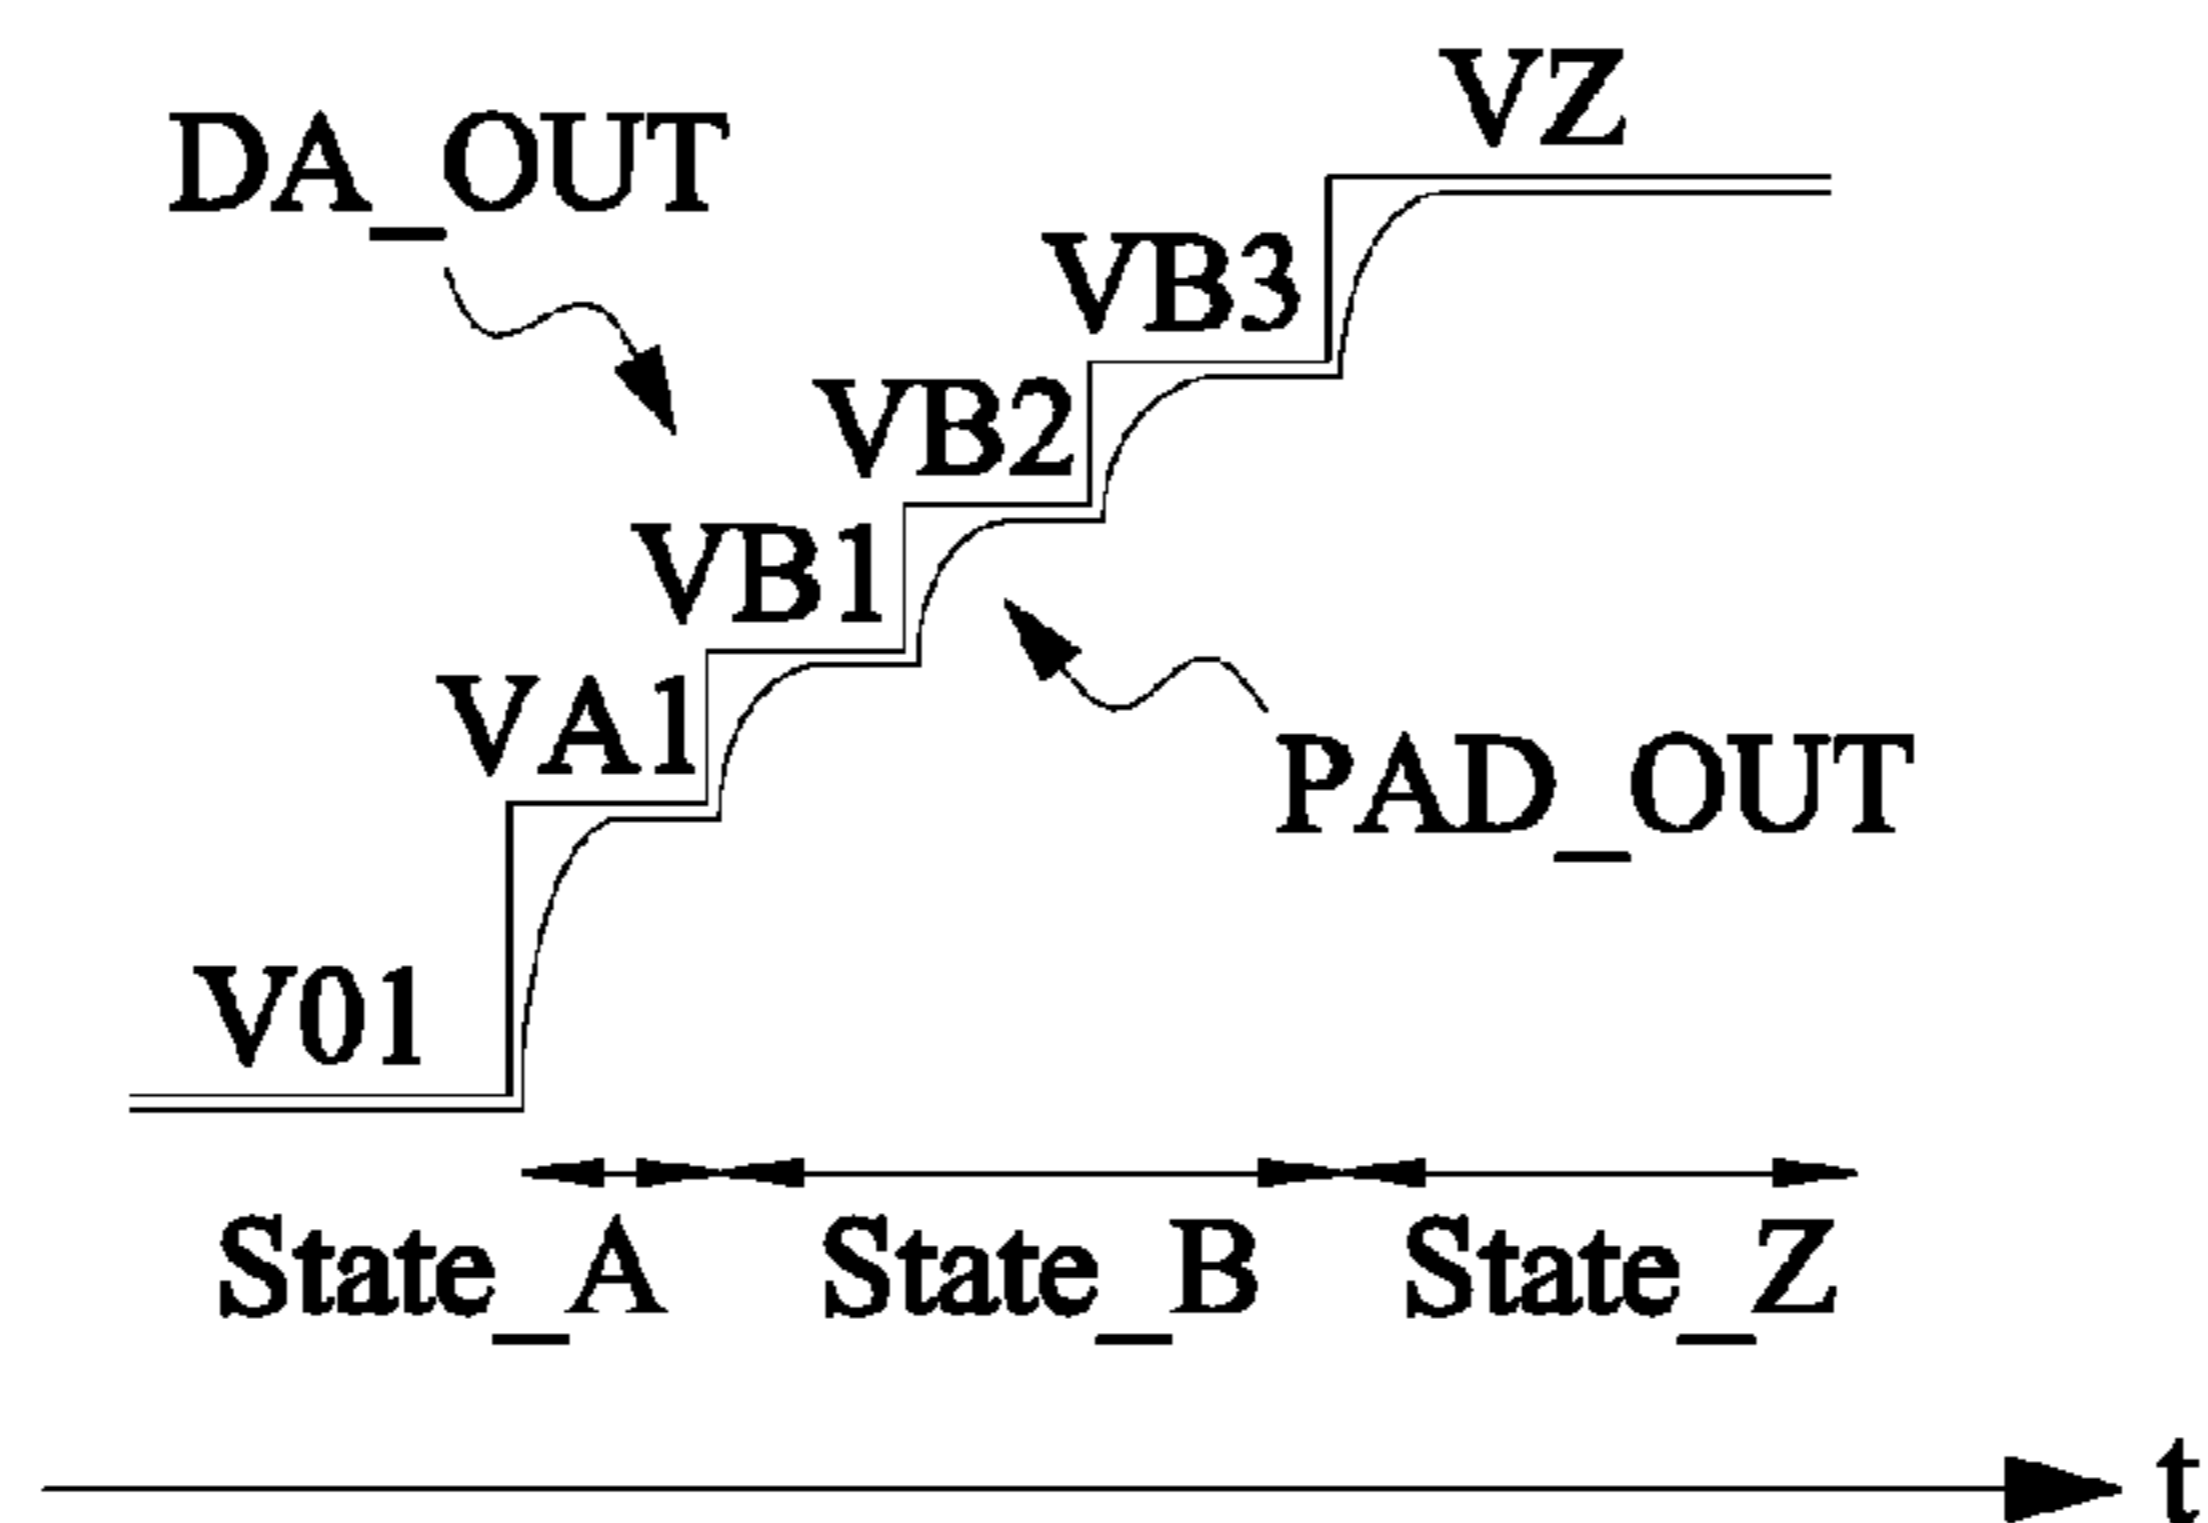 VZ
DA_OUT
VB3
VB2
VB1
VA1
PAD_OUT
V01
State_A State_B State_Z
t